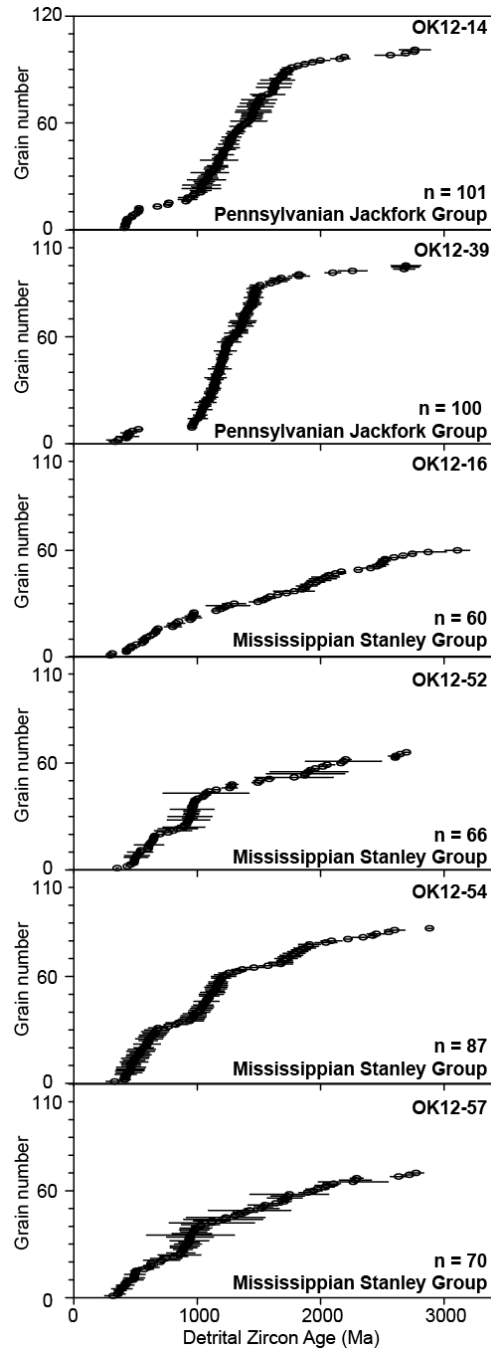 120
OK12-14
Grain number
60
n = 101
Pennsylvanian Jackfork Group
0
110
OK12-39
Grain number
60
n = 100
Pennsylvanian Jackfork Group
0
110
OK12-16
Grain number
60
n = 60
Mississippian Stanley Group
0
110
OK12-52
Grain number
60
n = 66
Mississippian Stanley Group
0
110
OK12-54
Grain number
60
n = 87
Mississippian Stanley Group
0
110
OK12-57
Grain number
60
n = 70
Mississippian Stanley Group
0
0 1000 2000 3000
Detrital Zircon Age (Ma)